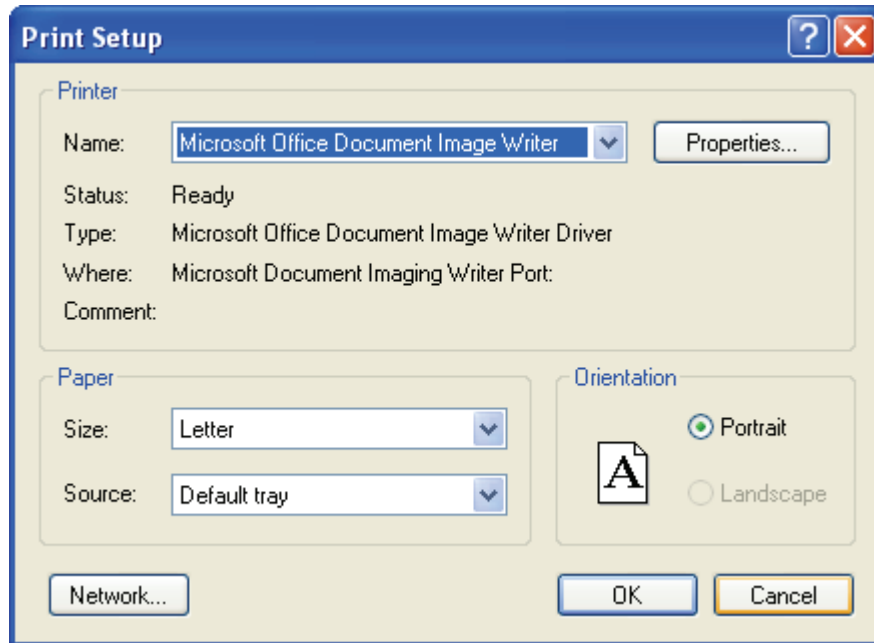 Print Setup
Printer
Name: Microsoft Office Document Image Writer Properties...
Status: Ready
Type: Microsoft Office Document Image Writer Driver
Where: Microsoft Document Imaging Writer Port:
Comment:
Paper
Size: Letter
Source: Default tray
Orientation
A
Portrait
Landscape
Network... OK Cancel